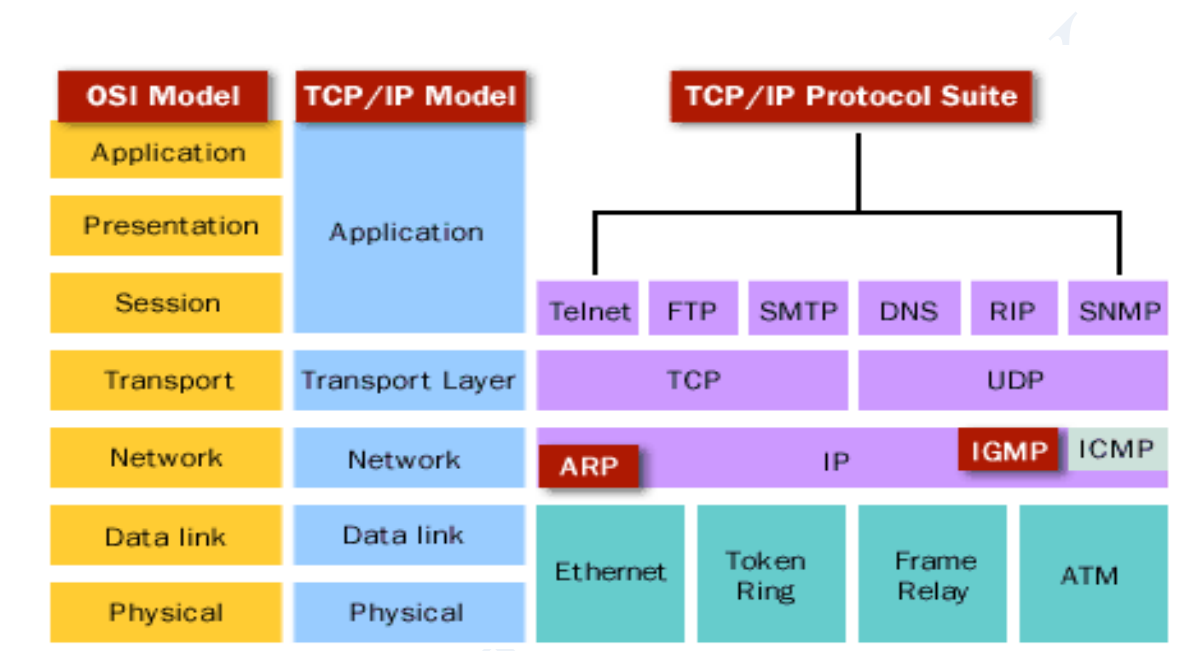 OSI Model
TCP/IP Model
TCP/IP Protocol Suite
Application
Presentation
Application
Session
Telnet
FTP
SMTP
DNS
RIP
SNMP
Transport
Transport Layer
TCP
UDP
Network
Network
ARP
IP
IGMP
ICMP
Data link
Data link
Ethernet
Token
Ring
Frame
Relay
ATM
Physical
Physical